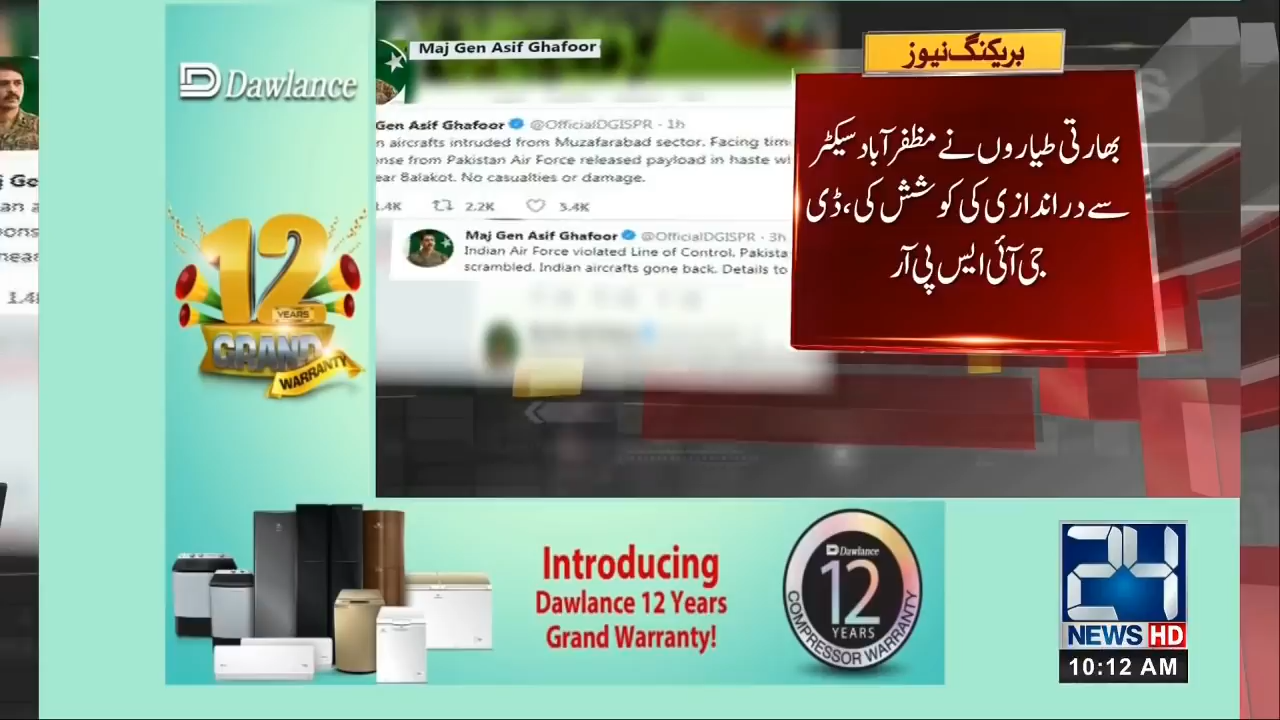 Dawlance
12
YEARS
GRAND
WARRANTY
Maj Gen Asif Ghafoor
Gen Asif Ghafoor @OfficialDGISPR · 1h
n aircrafts intruded from Muzafarabad sector. Facing tim
nse from Pakistan Air Force released payload in haste w
ear Balakot. No casualties or damage.
.4K 2.2K 3.4K
Maj Gen Asif Ghafoor @OfficialDGISPR · 3h
Indian Air Force violated Line of Control. Pakista
scrambled. Indian aircrafts gone back. Details to
بریکنگ نیوز
بھارتی طیاروں نے مظفر آباد سیکٹر
سے در اندازی کی کوشش کی، ڈی
جی آئی ایس پی آر
Introducing
Dawlance 12 Years
Grand Warranty!
Dawlance
12
YEARS
COMPRESSOR WARRANTY
24
NEWS HD
10:12 AM